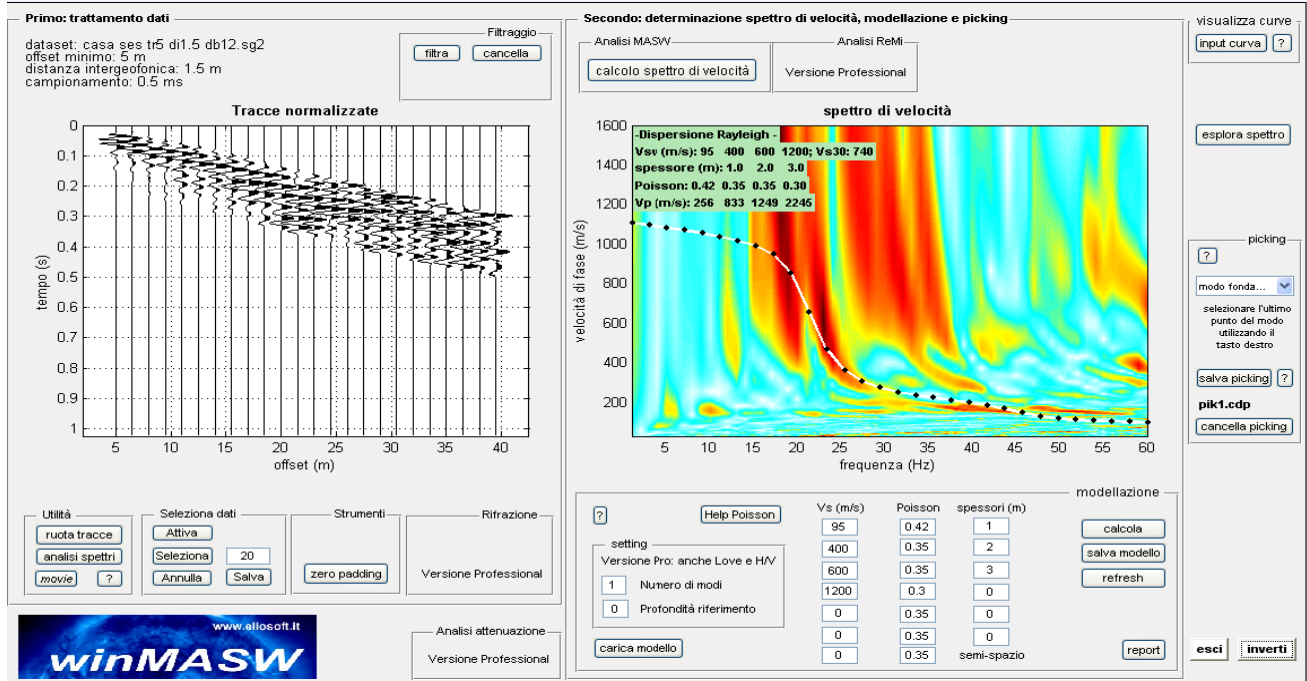 Primo: trattamento dati
dataset: casa ses tr5 di1.5 db12.sg2
offset minimo: 5 m
distanza intergeofonica: 1.5 m
campionamento: 0.5 ms
Filtraggio
filtra cancella
Tracce normalizzate
0
0.1
0.2
0.3
0.4
0.5
0.6
0.7
0.8
0.9
1
tempo (s)
5 10 15 20 25 30 35 40
offset (m)
Utilità
ruota tracce
analisi spettri
movie ?
Seleziona dati
Attiva
Seleziona 20
Annulla Salva
Strumenti
zero padding
Rifrazione
Versione Professional
www.eliosoft.it
winMASW
Analisi attenuazione
Versione Professional
Secondo: determinazione spettro di velocità, modellazione e picking
Analisi MASW
calcolo spettro di velocità
Analisi ReMi
Versione Professional
spettro di velocità
-Dispersione Rayleigh -
Vsv (m/s): 95 400 600 1200; Vs30: 740
spessore (m): 1.0 2.0 3.0
Poisson: 0.42 0.35 0.35 0.30
Vp (m/s): 256 833 1249 2245
1600
1400
1200
1000
800
600
400
200
velocità di fase (m/s)
5 10 15 20 25 30 35 40 45 50 55 60
frequenza (Hz)
modellazione
?
Help Poisson
setting
Versione Pro: anche Love e H/V
1 Numero di modi
0 Profondità riferimento
carica modello
Vs (m/s) Poisson spessori (m)
95 0.42 1
400 0.35 2
600 0.35 3
1200 0.3 0
0 0.35 0
0 0.35 0
0 0.35 semi-spazio
calcola
salva modello
refresh
report
visualizza curve
input curva ?
esplora spettro
picking
?
modo fonda...
selezionare l'ultimo
punto del modo
utilizzando il
tasto destro
salva picking ?
pik1.cdp
cancella picking
esci inverti